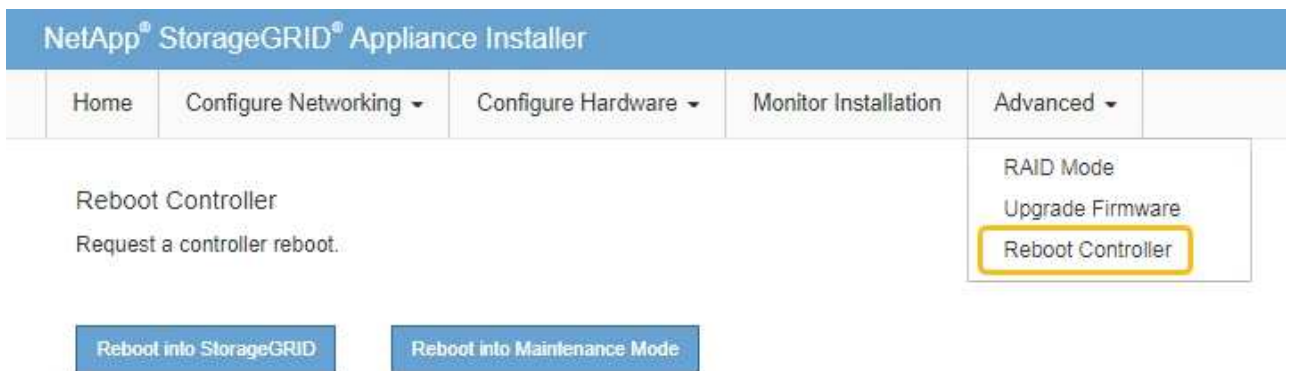 NetApp® StorageGRID® Appliance Installer
Home Configure Networking Configure Hardware Monitor Installation Advanced
RAID Mode
Upgrade Firmware
Reboot Controller
Reboot Controller
Request a controller reboot.
Reboot into StorageGRID Reboot into Maintenance Mode